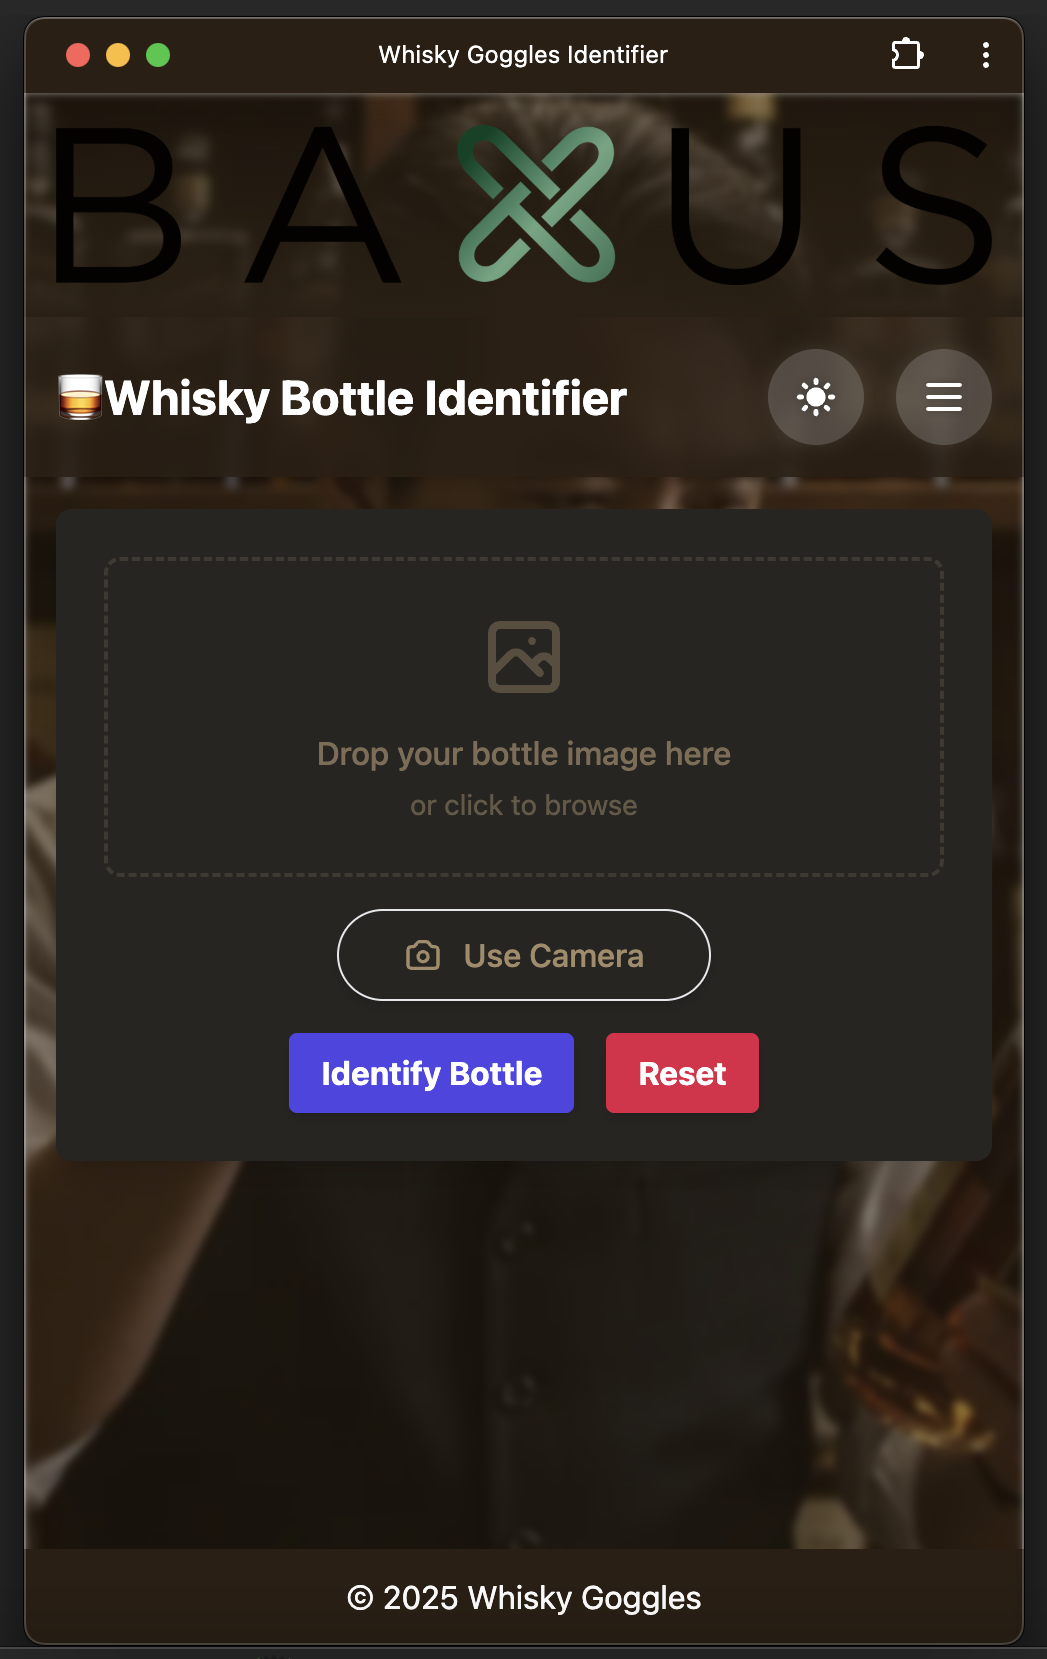 Whisky Goggles Identifier
BAXUS
Whisky Bottle Identifier
Drop your bottle image here
or click to browse
Use Camera
Identify Bottle
Reset
© 2025 Whisky Goggles